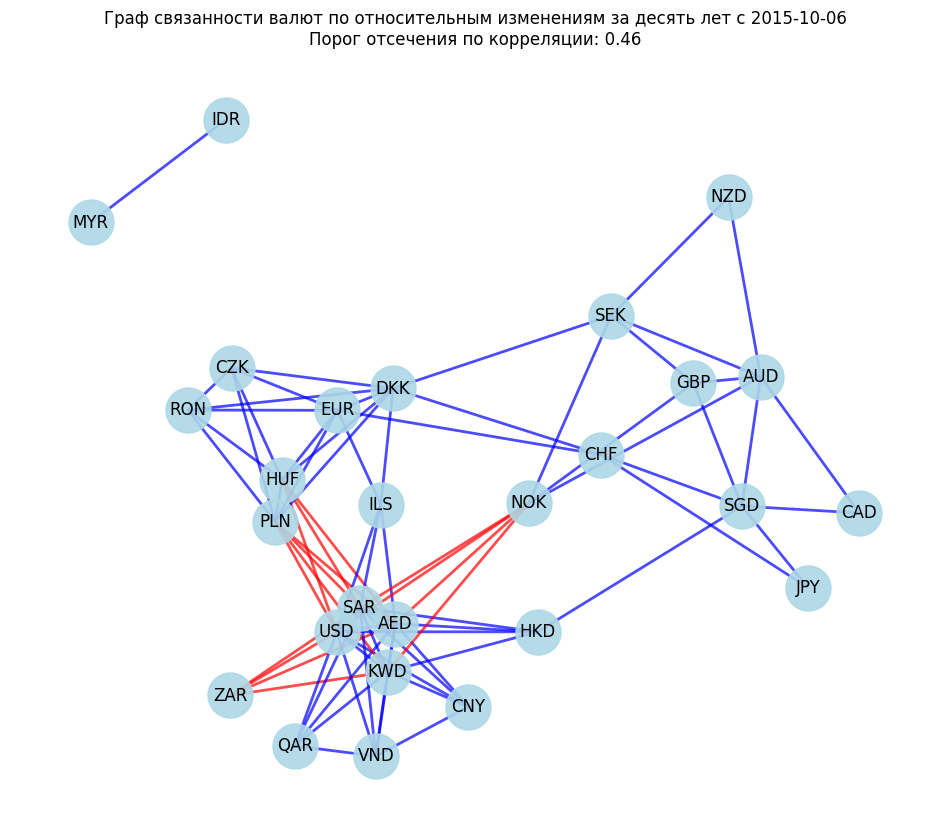 Граф связанности валют по относительным изменениям за десять лет с 2015-10-06
Порог отсечения по корреляции: 0.46
IDR
NZD
MYR
SEK
CZK
DKK
GBP
AUD
RON
EUR
CHF
HUF
ILS
NOK
SGD
CAD
PLN
JPY
SAR
AED
USD
HKD
KWD
ZAR
CNY
QAR
VND